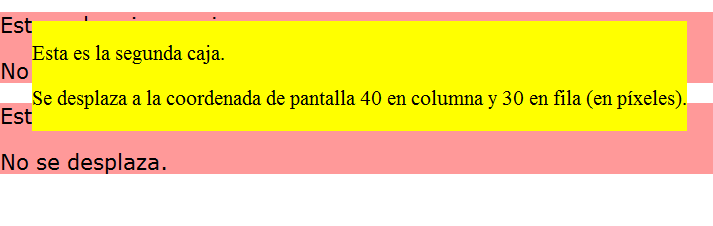 Est
No
Esta es la segunda caja.
Se desplaza a la coordenada de pantalla 40 en columna y 30 en fila (en píxeles).
Est
No se desplaza.